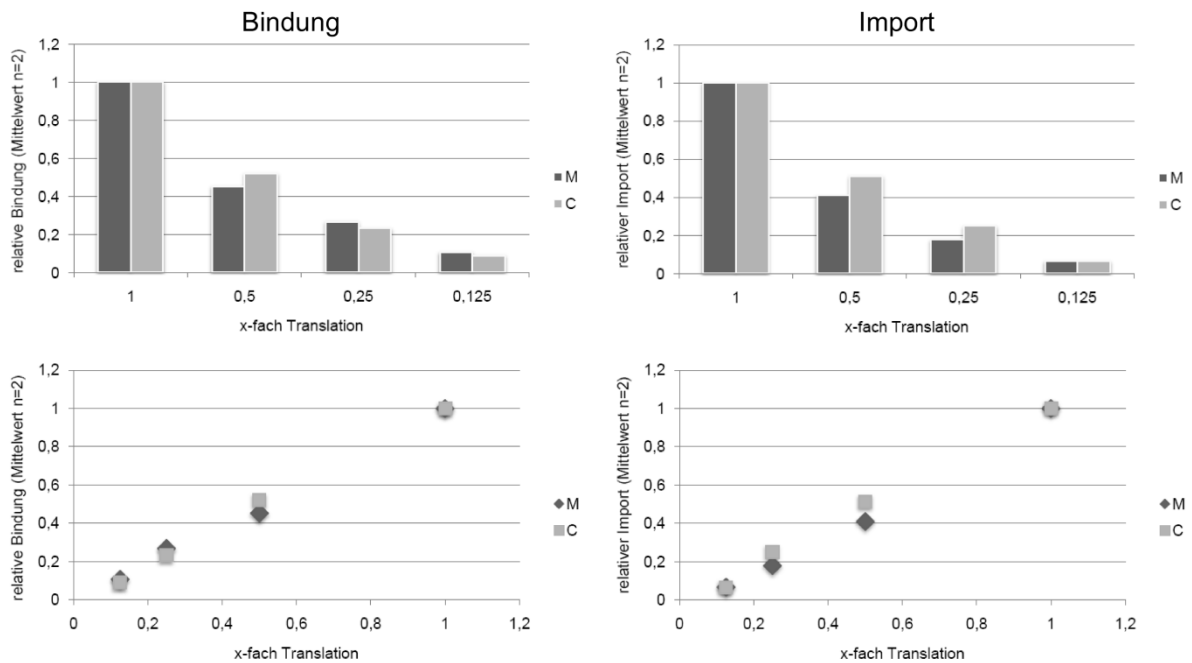 Bindung
relative Bindung (Mittelwert n=2)
1,2
1
0,8
0,6
0,4
0,2
0
1 0,5 0,25 0,125
x-fach Translation
M
C
Import
relativer Import (Mittelwert n=2)
1,2
1
0,8
0,6
0,4
0,2
0
1 0,5 0,25 0,125
x-fach Translation
M
C
relative Bindung (Mittelwert n=2)
1,2
1
0,8
0,6
0,4
0,2
0
0 0,2 0,4 0,6 0,8 1 1,2
x-fach Translation
M
C
relativer Import (Mittelwert n=2)
1,2
1
0,8
0,6
0,4
0,2
0
0 0,2 0,4 0,6 0,8 1 1,2
x-fach Translation
M
C